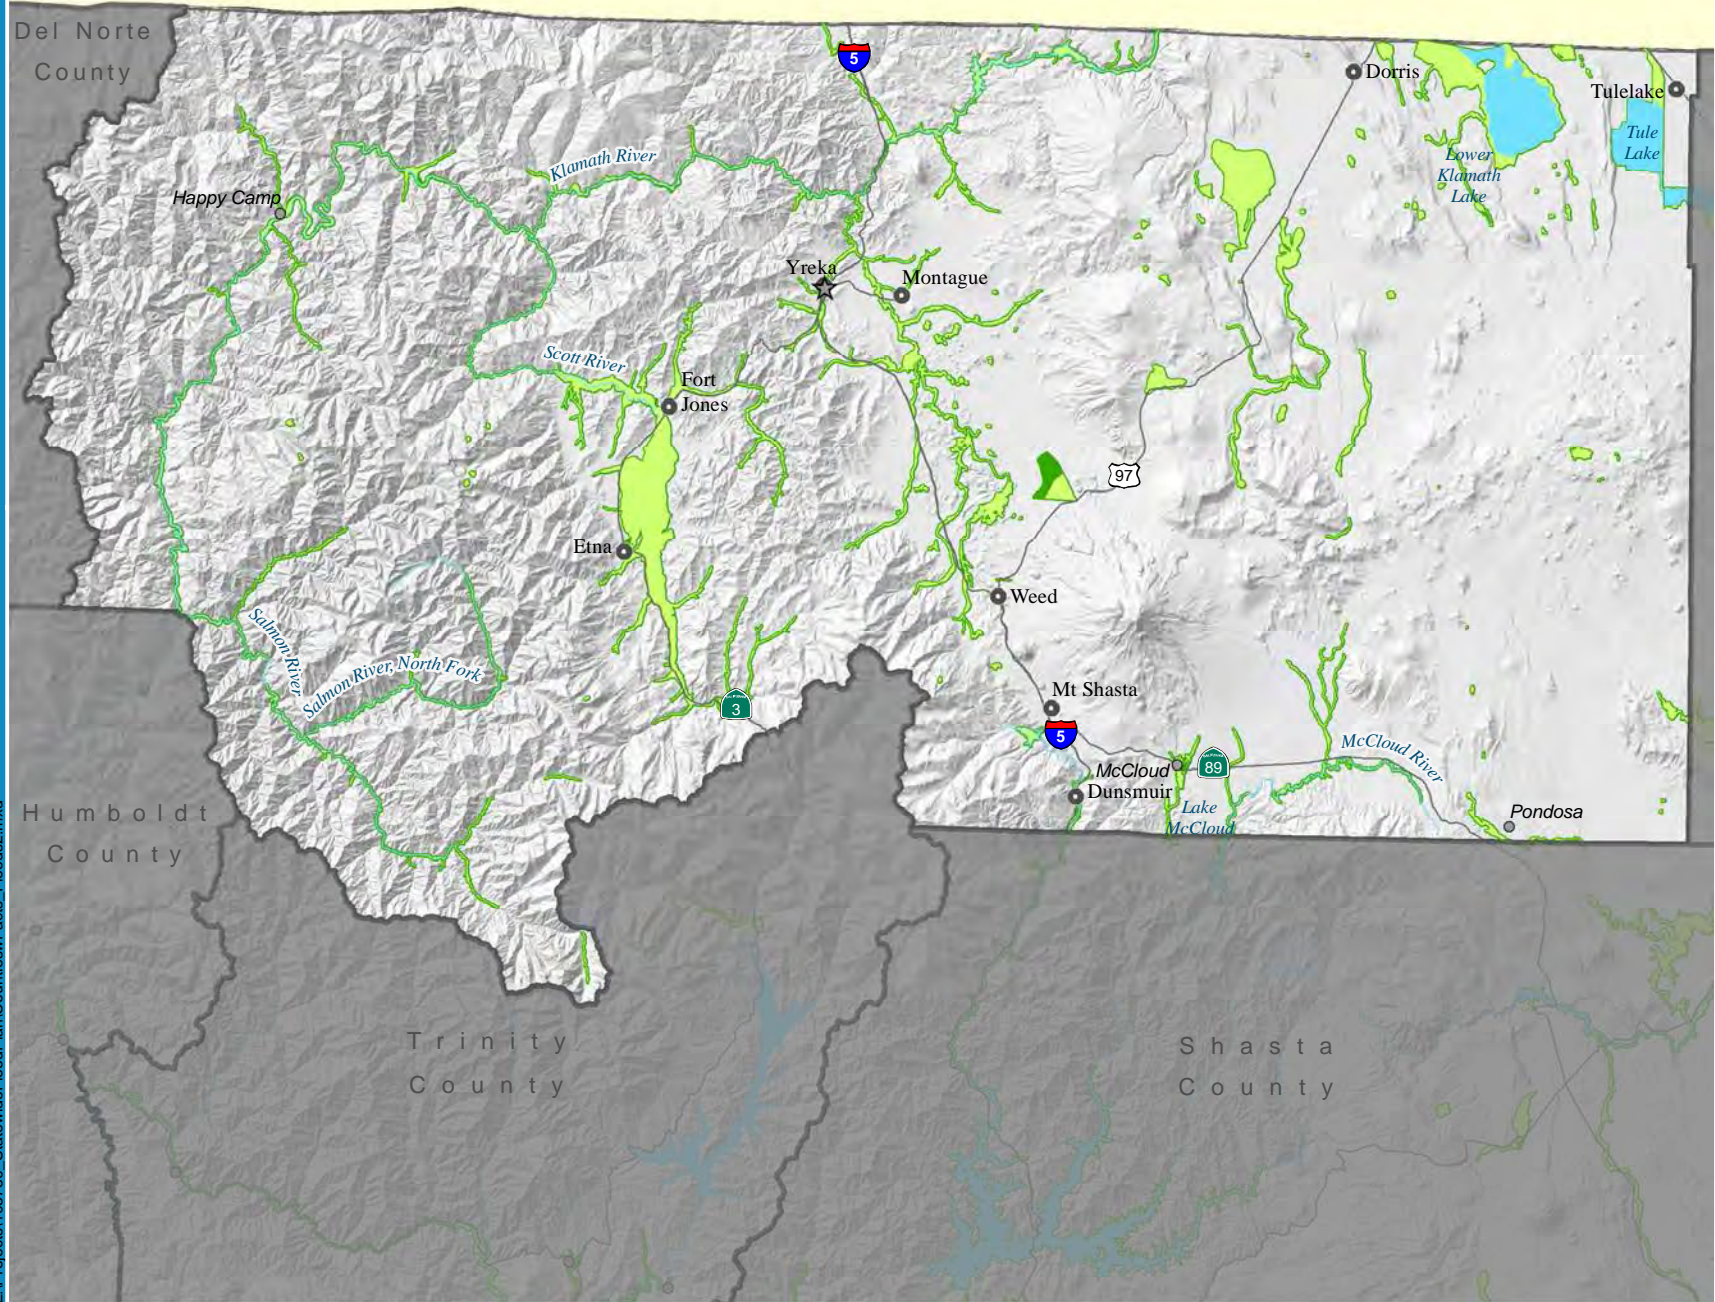 Del Norte
County
5
Dorris
Tulelake
Tule
Lake
Lower
Klamath
Lake
Klamath River
Happy Camp
Yreka
Montague
Scott River
Fort
Jones
97
Etna
Weed
Salmon River
Salmon River, North Fork
3
Mt Shasta
5
McCloud River
McCloud
89
Dunsmuir
Lake
McCloud
Pondosa
Humboldt
County
Trinity
County
Shasta
County